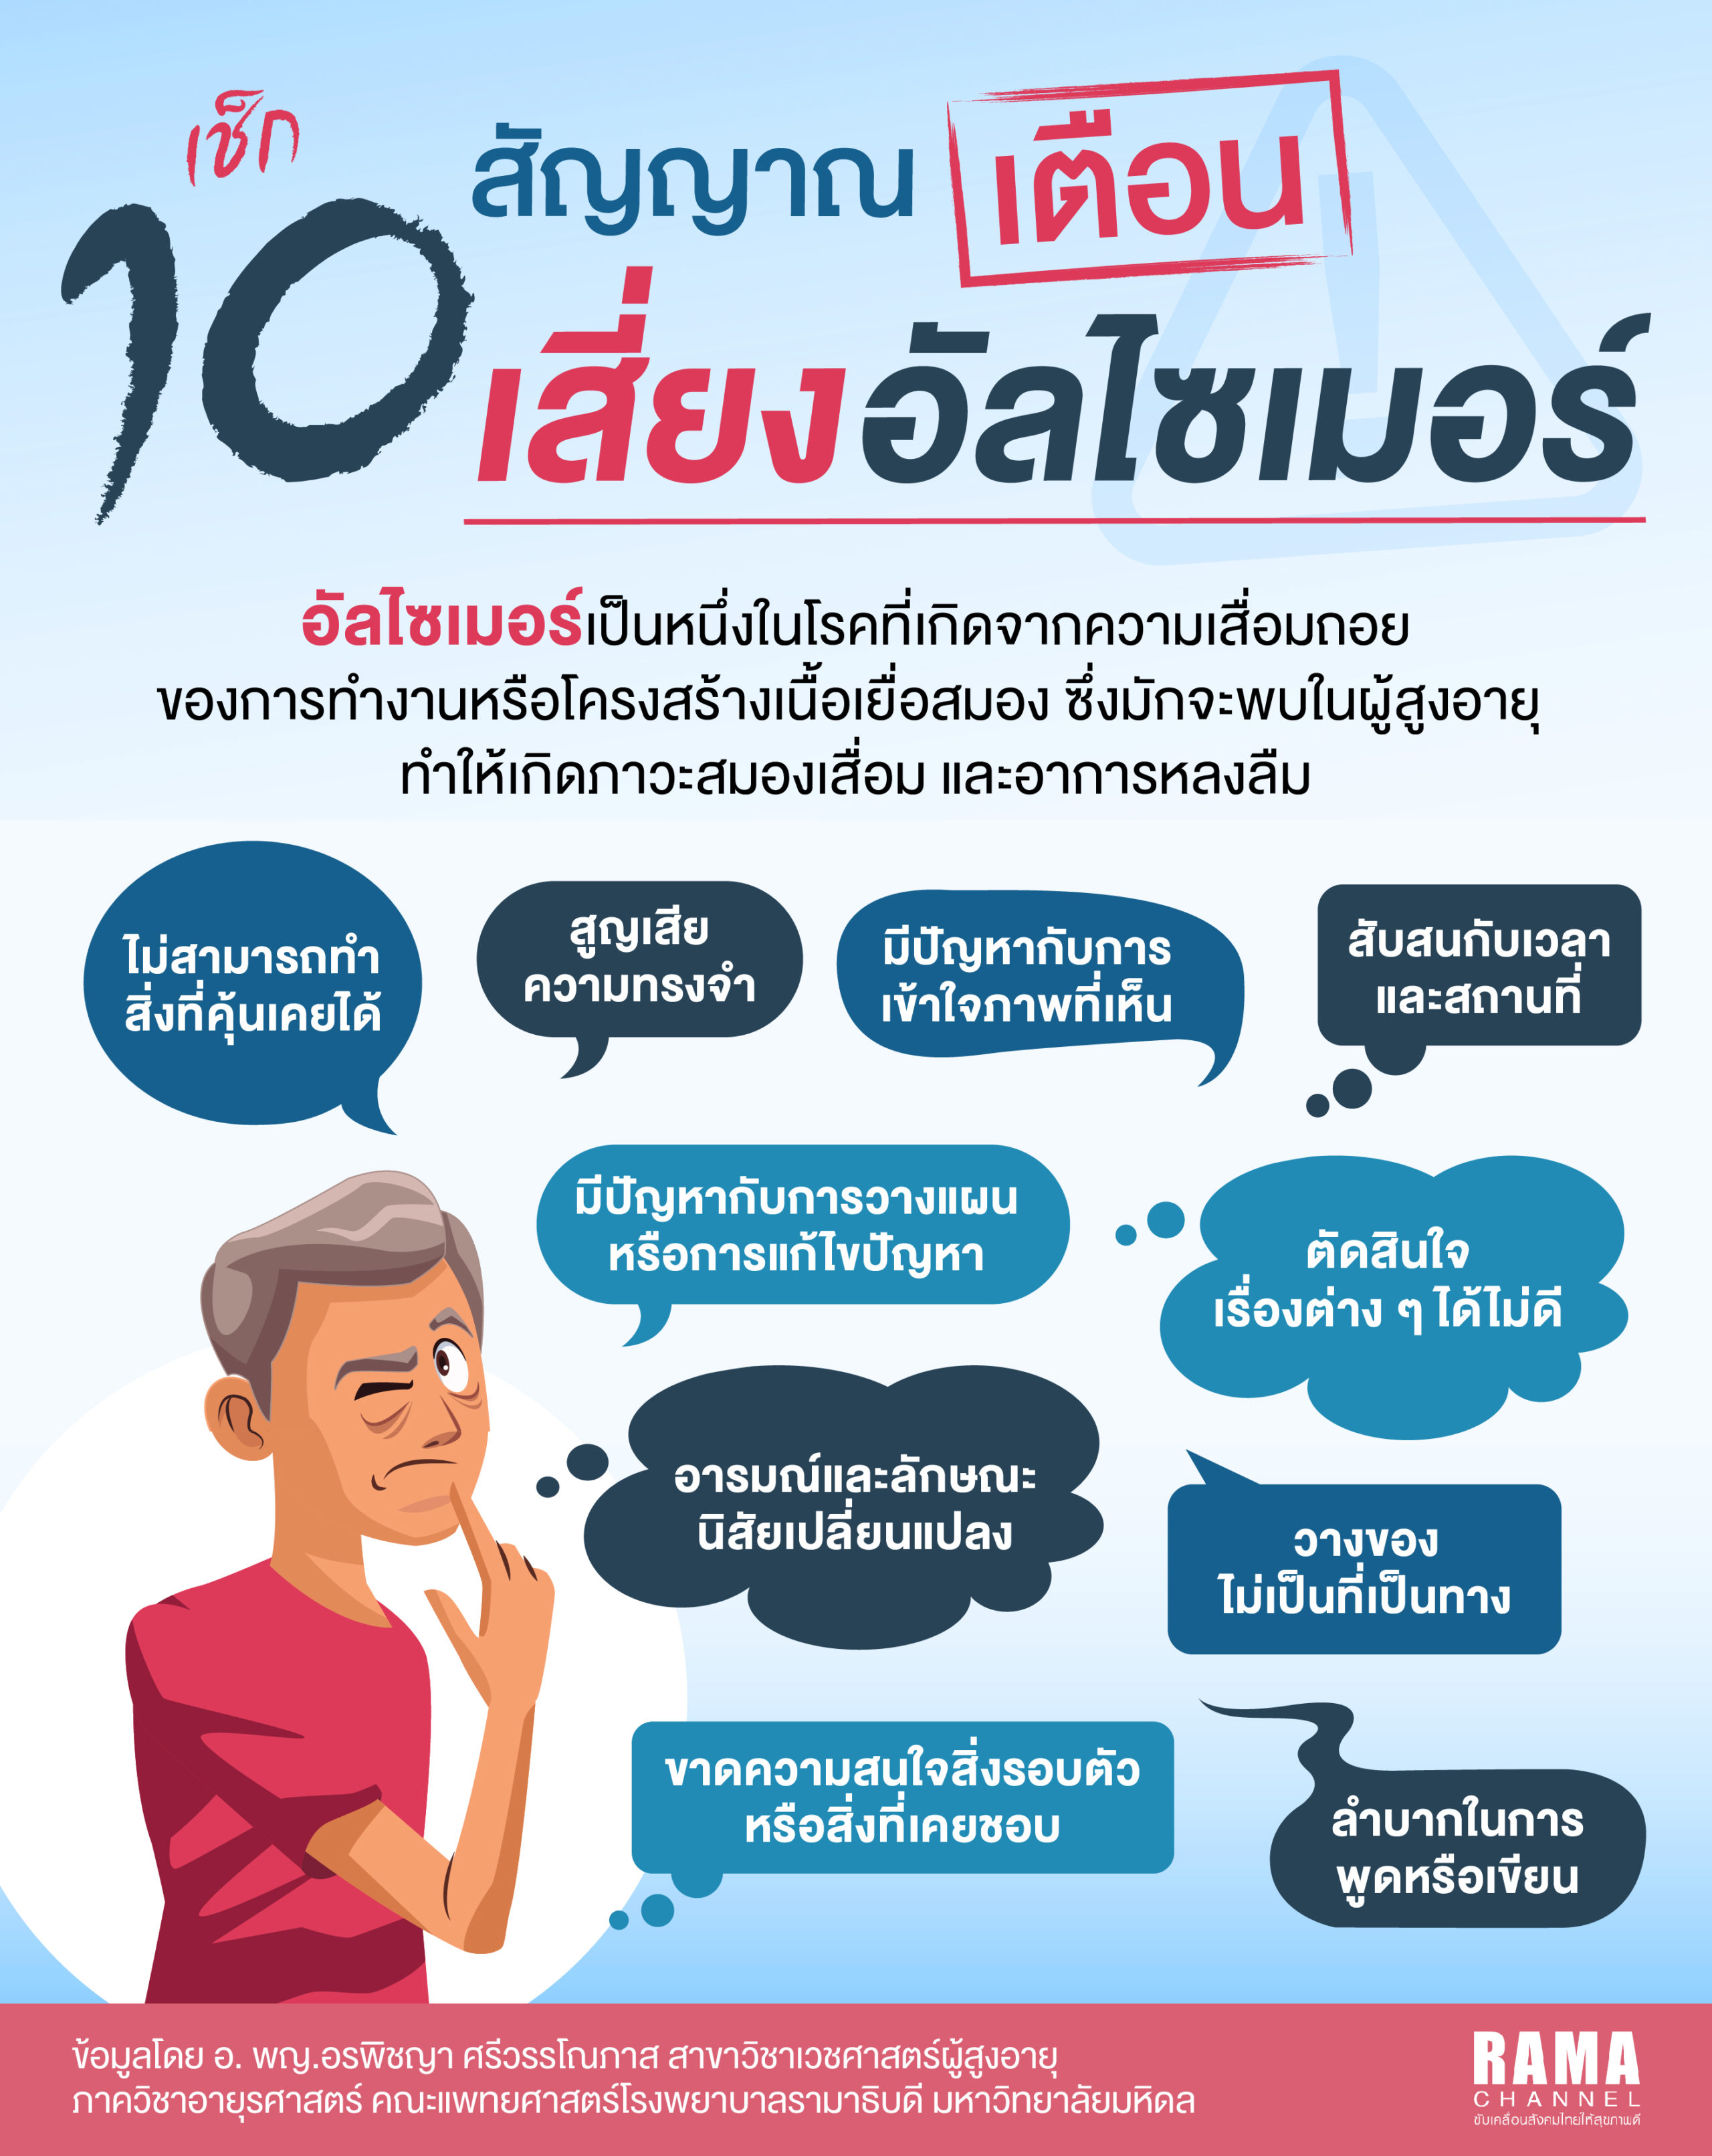 เช็ก
10
สัญญาณ เตือน
เสี่ยงอัลไซเมอร์
อัลไซเมอร์เป็นหนึ่งในโรคที่เกิดจากความเสื่อมถอย
ของการทำงานหรือโครงสร้างเนื้อเยื่อสมอง ซึ่งมักจะพบในผู้สูงอายุ
ทำให้เกิดภาวะสมองเสื่อม และอาการหลงลืม
ไม่สามารถทำ
สิ่งที่คุ้นเคยได้
สูญเสีย
ความทรงจำ
มีปัญหากับการ
เข้าใจภาพที่เห็น
สับสนกับเวลา
และสถานที่
มีปัญหากับการวางแผน
หรือการแก้ไขปัญหา
ตัดสินใจ
เรื่องต่าง ๆ ได้ไม่ดี
อารมณ์และลักษณะ
นิสัยเปลี่ยนแปลง
วางของ
ไม่เป็นที่เป็นทาง
ขาดความสนใจสิ่งรอบตัว
หรือสิ่งที่เคยชอบ
ลำบากในการ
พูดหรือเขียน
ข้อมูลโดย อ. พญ.อรพิชญา ศรีวรรโณภาส สาขาวิชาเวชศาสตร์ผู้สูงอายุ
ภาควิชาอายุรศาสตร์ คณะแพทยศาสตร์โรงพยาบาลรามาธิบดี มหาวิทยาลัยมหิดล
RAMA
CHANNEL
ขับเคลื่อนสังคมไทยให้สุขภาพดี